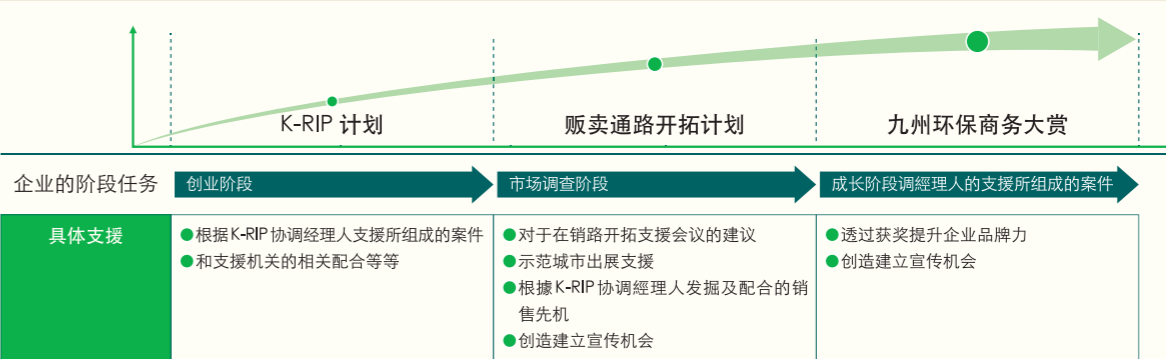 K-RIP 计划
贩卖通路开拓计划
九州环保商务大赏
企业的阶段任务
创业阶段
市场调查阶段
成长阶段调經理人的支援所组成的案件
具体支援
●根据K-RIP协调经理人支援所组成的案件
●和支援机关的相关配合等等
●对于在销路开拓支援会议的建议
●示范城市出展支援
●根據K-RIP协调經理人发掘及配合的销
售先机
●创造建立宣传机会
●透过获奖提升企业品牌力
●创造建立宣传机会